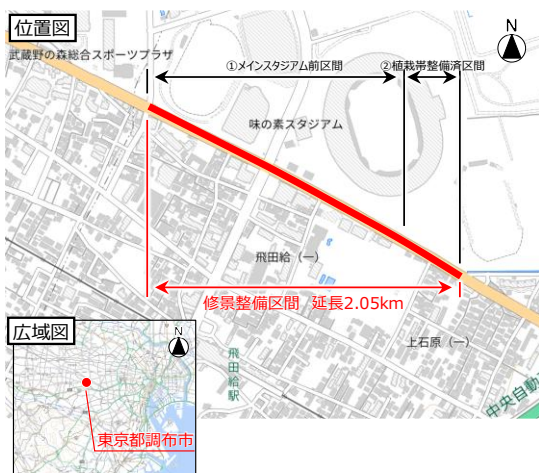 位置図
N
武蔵野の森総合スポーツプラザ
①メインスタジアム前区間
②植栽帯整備済区間
味の素スタジアム
飛田給（一）
修景整備区間 延長2.05km
上石原（一）
飛田給駅
中央自動
広域図
N
東京都調布市